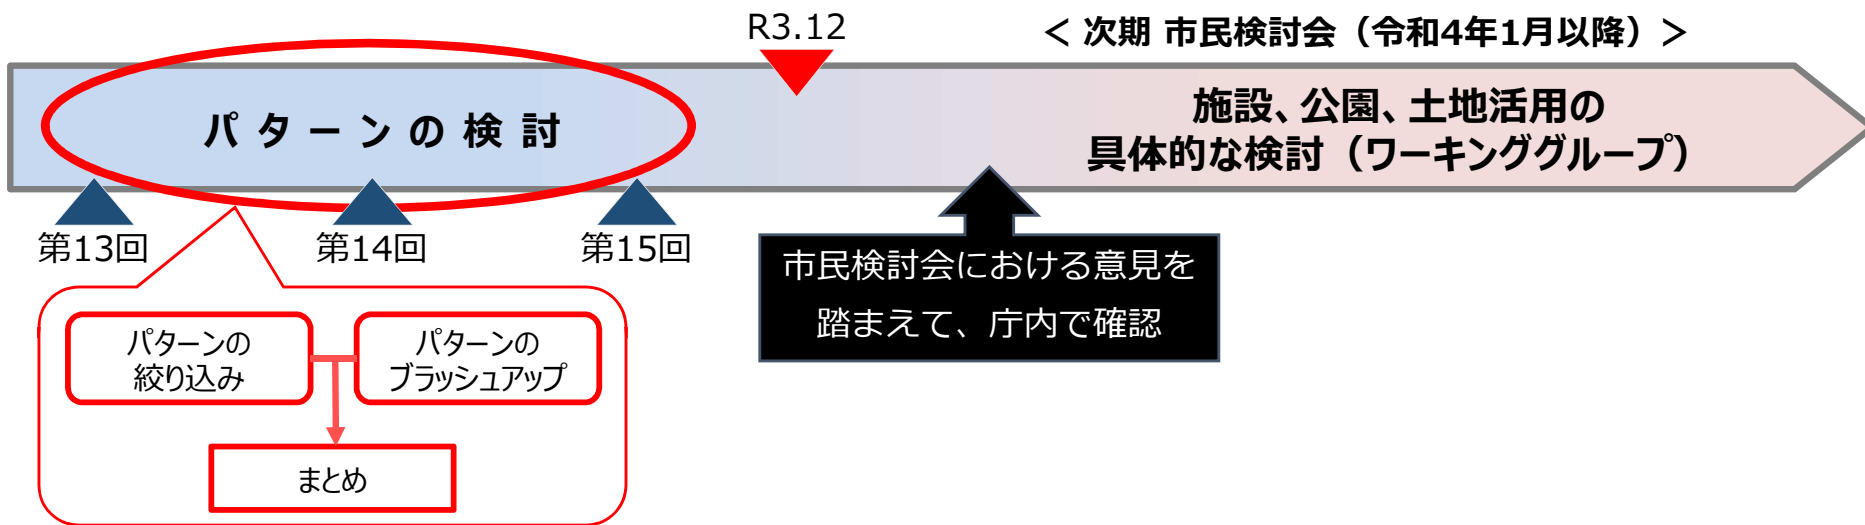 R3.12
＜ 次期 市民検討会（令和4年1月以降）＞
パターンの検討
施設、公園、土地活用の
具体的な検討（ワーキンググループ）
第13回
第14回
第15回
市民検討会における意見を
踏まえて、庁内で確認
パターンの
絞り込み
パターンの
ブラッシュアップ
まとめ